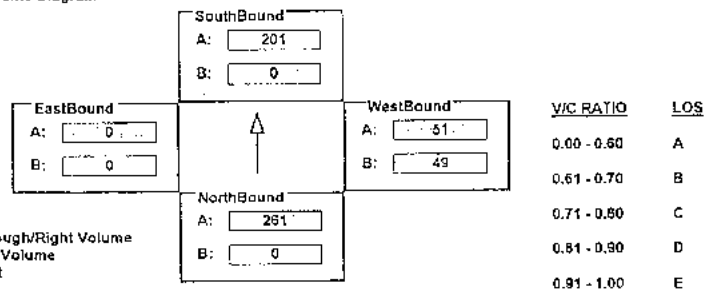 SouthBound
A: 201
B: 0
EastBound
A: 0
B: 0
WestBound
A: 51
B: 49
NorthBound
A: 261
B: 0
V/C RATIO LOS
0.00 - 0.60 A
0.61 - 0.70 B
0.71 - 0.80 C
0.81 - 0.90 D
0.91 - 1.00 E
ough/Right Volume
Volume